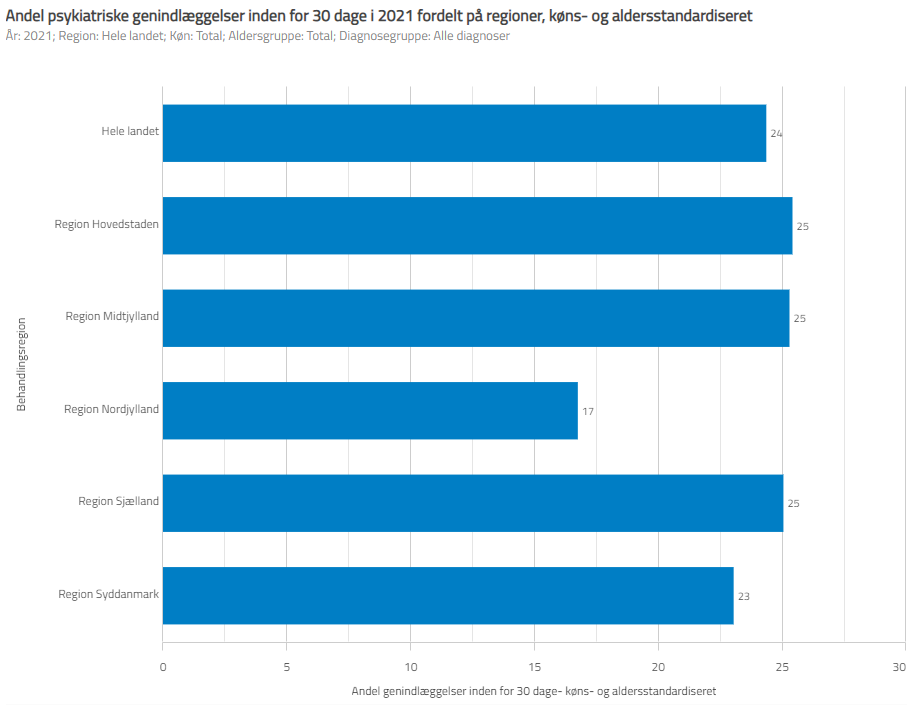 Andel psykiatriske genindlæggelser inden for 30 dage i 2021 fordelt på regioner, køns- og aldersstandardiseret
År: 2021; Region: Hele landet; Køn: Total; Aldersgruppe: Total; Diagnosegruppe: Alle diagnoser
Behandlingsregion
Hele landet
24
Region Hovedstaden
25
Region Midtjylland
25
Region Nordjylland
17
Region Sjælland
25
Region Syddanmark
23
0 5 10 15 20 25 30
Andel genindlæggelser inden for 30 dage- køns- og aldersstandardiseret